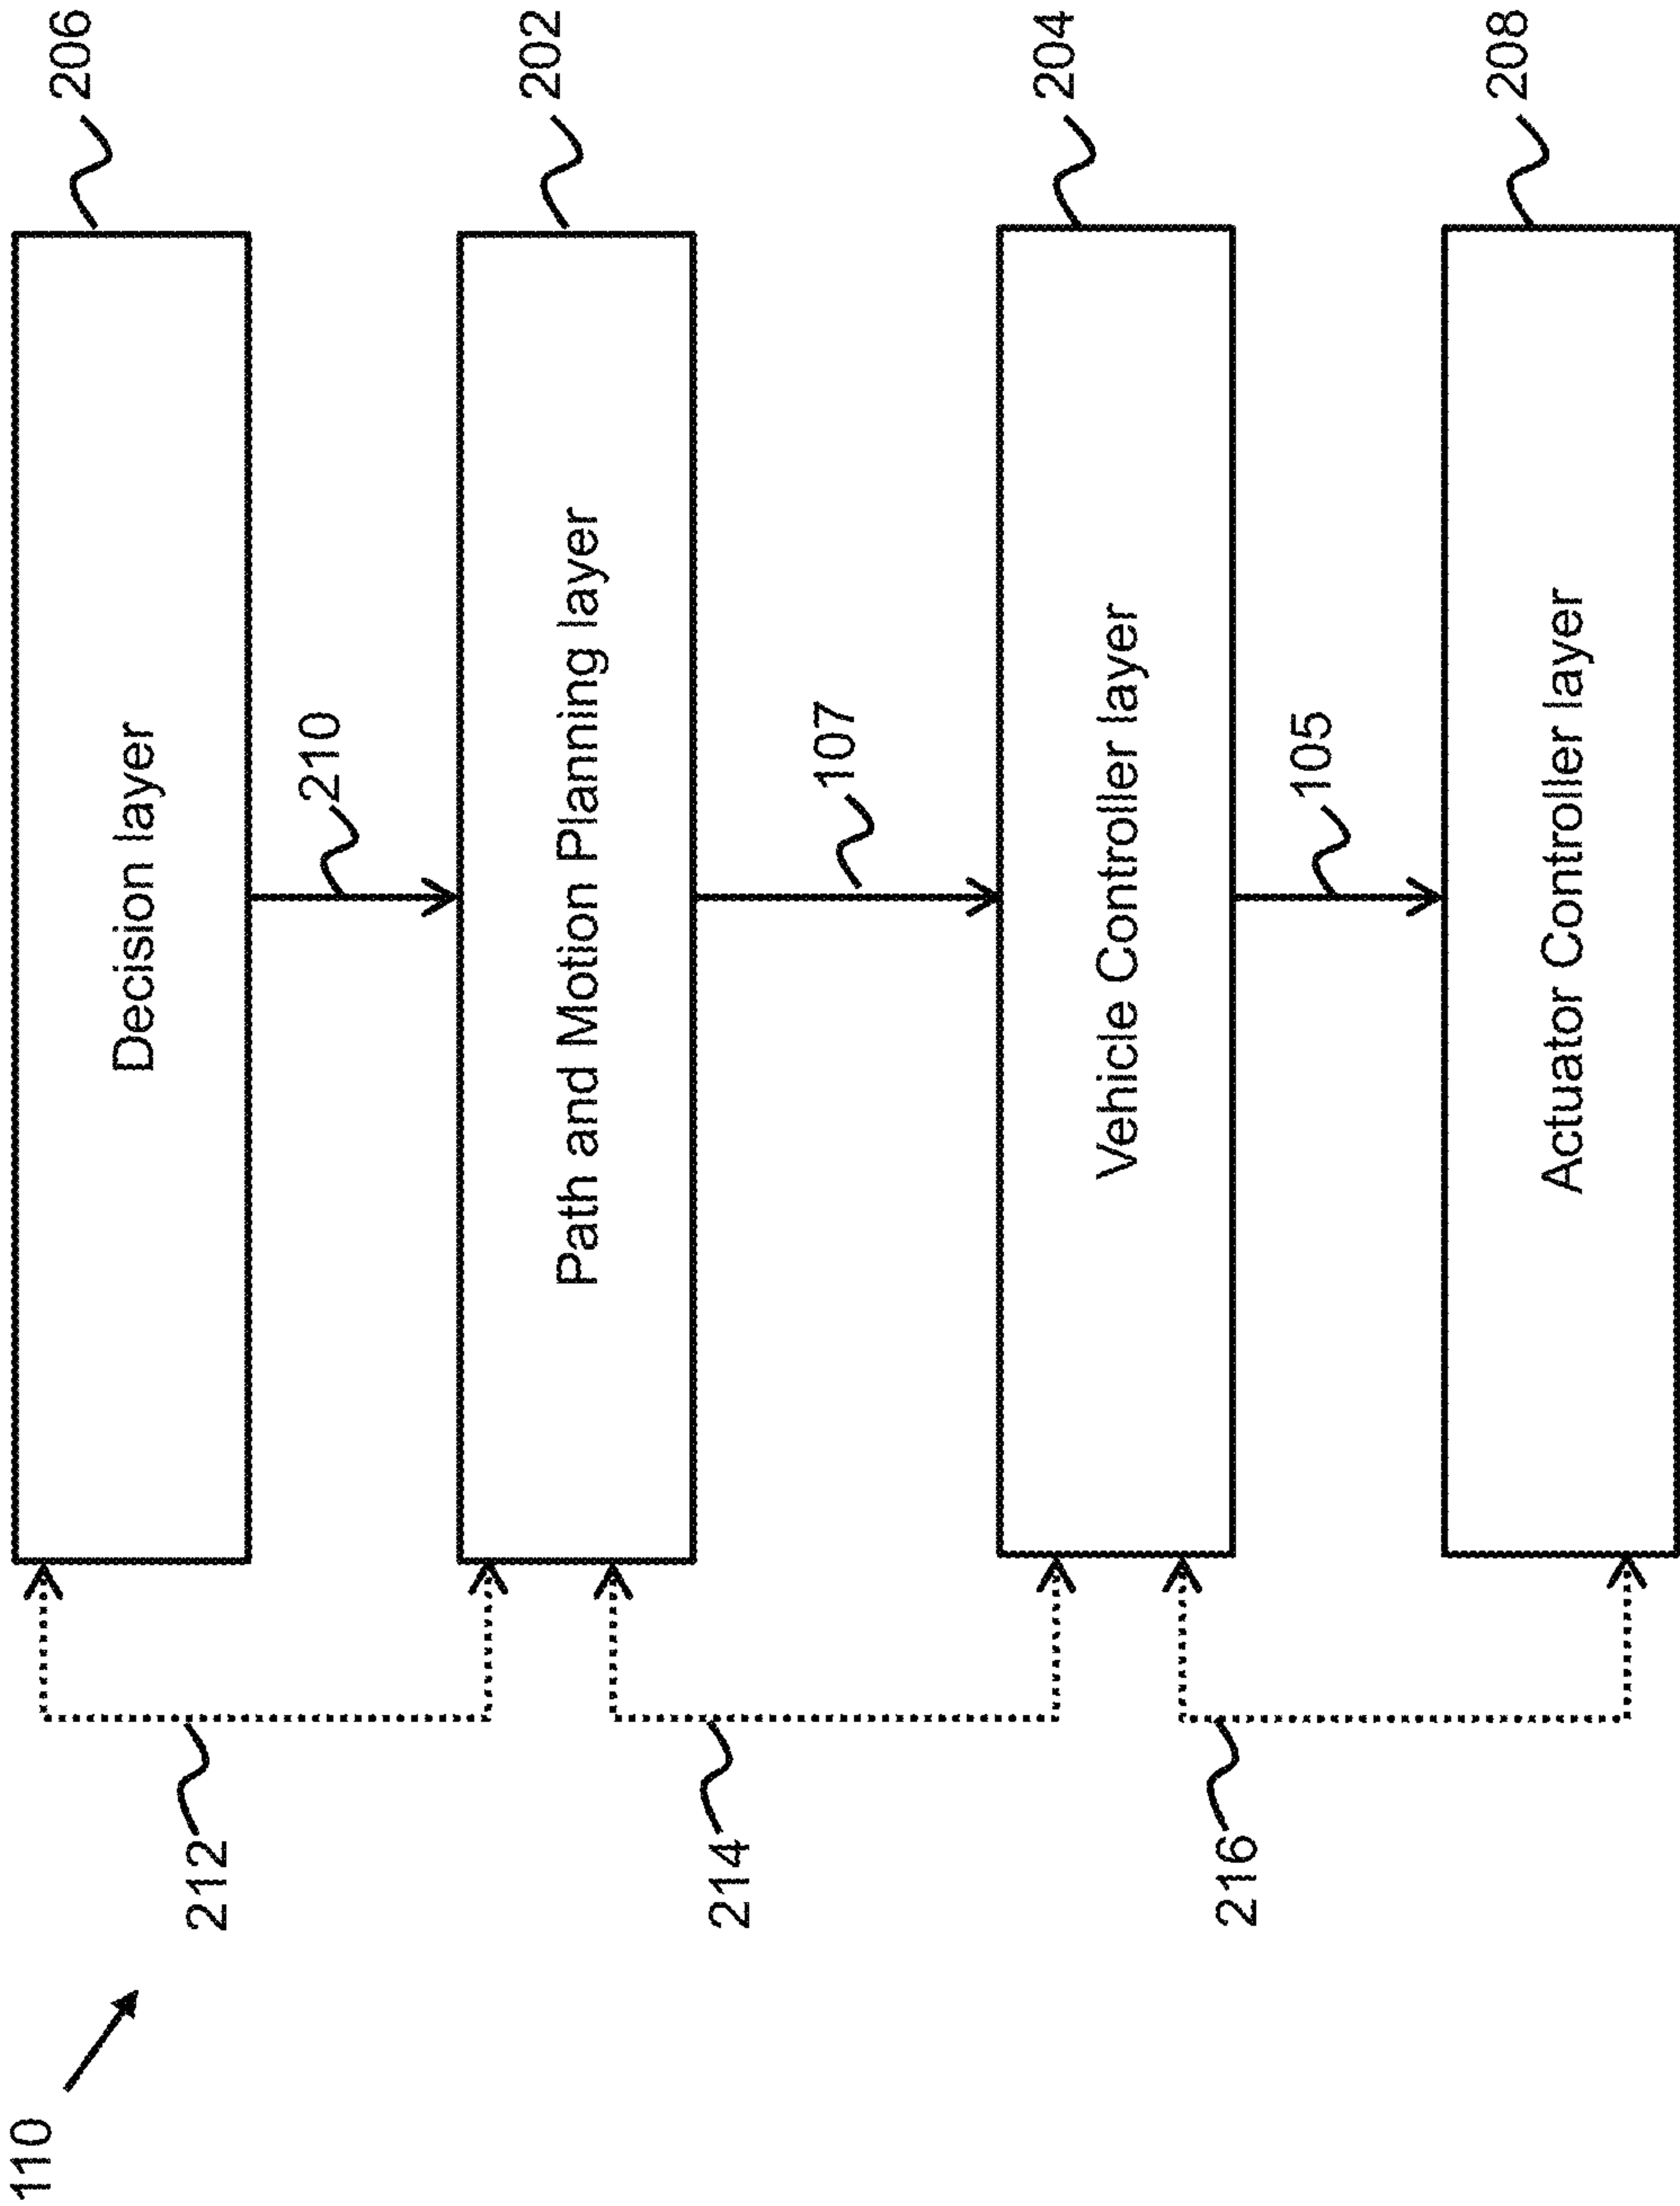 110
206
Decision layer
212
210
202
Path and Motion Planning layer
214
107
204
Vehicle Controller layer
216
105
208
Actuator Controller layer